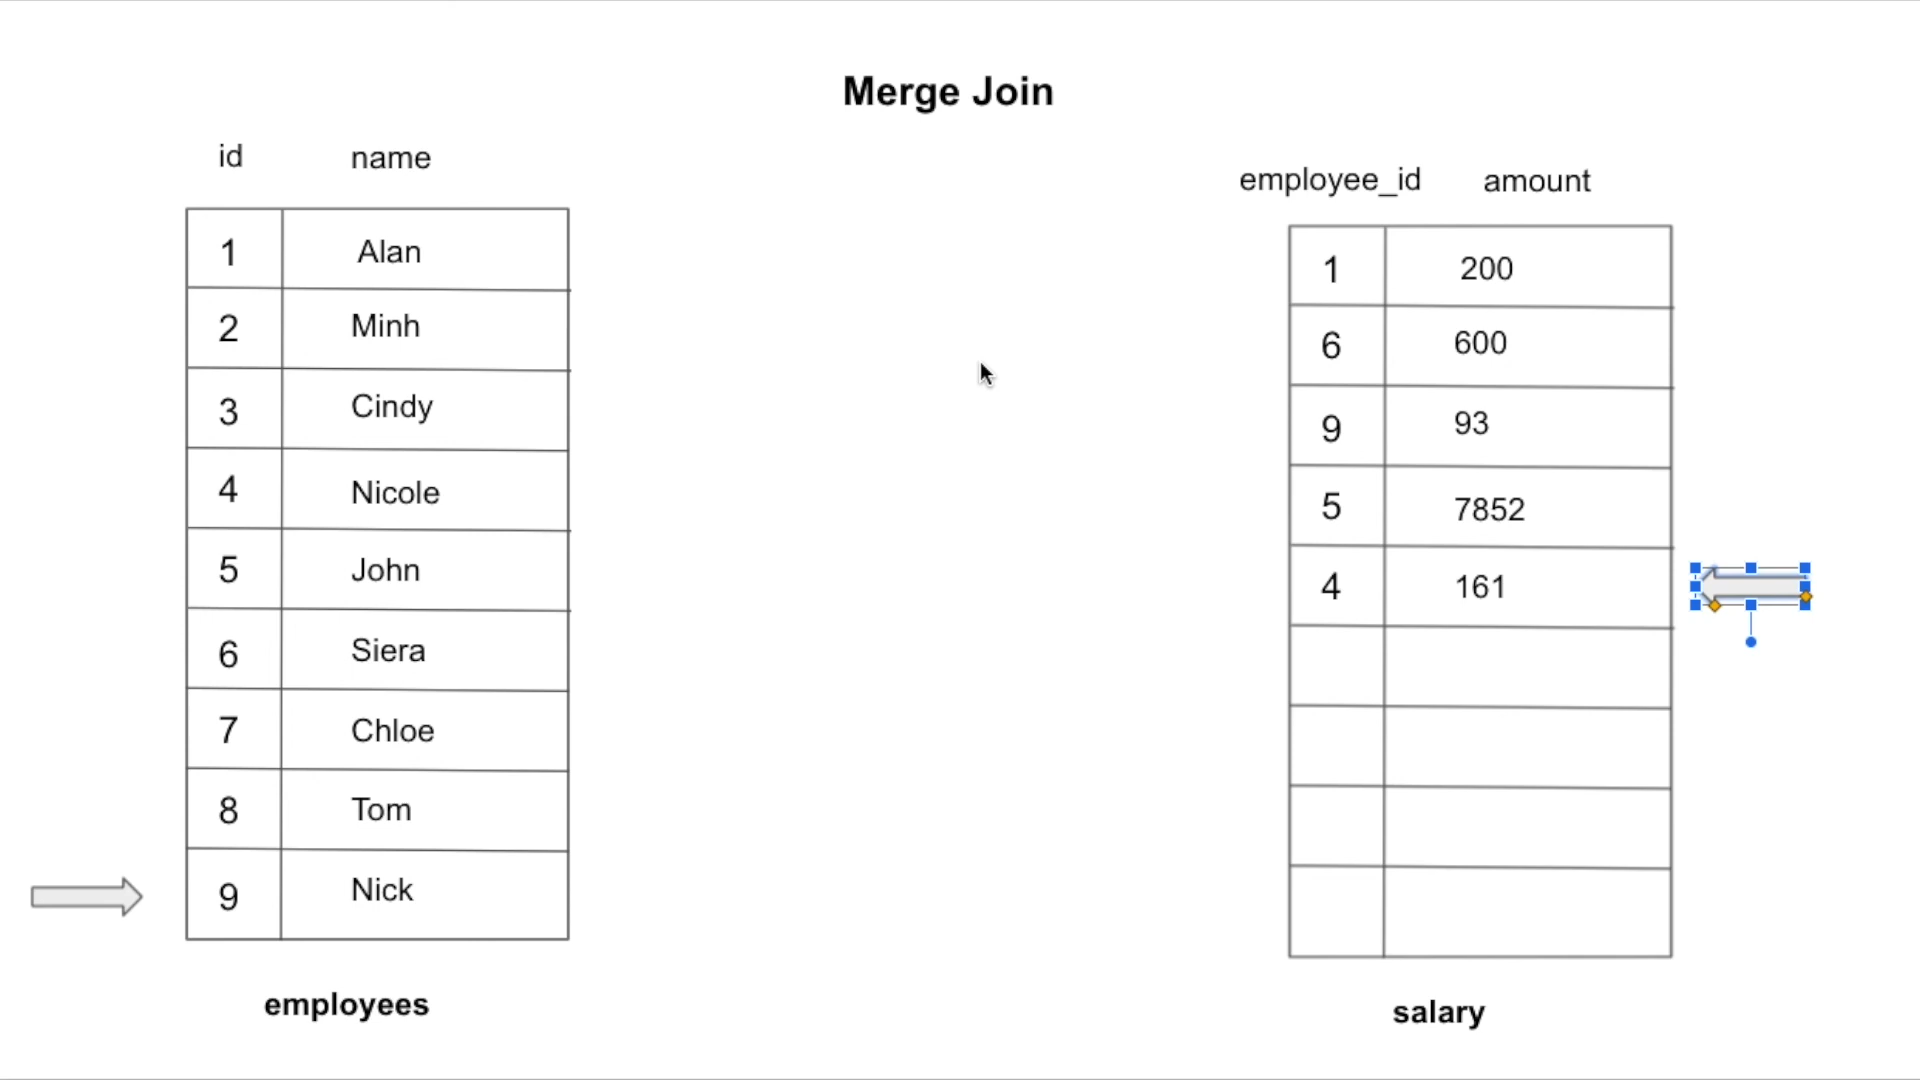 Merge Join
id name
1 Alan
2 Minh
3 Cindy
4 Nicole
5 John
6 Siera
7 Chloe
8 Tom
9 Nick
employees
employee_id amount
1 200
6 600
9 93
5 7852
4 161
salary